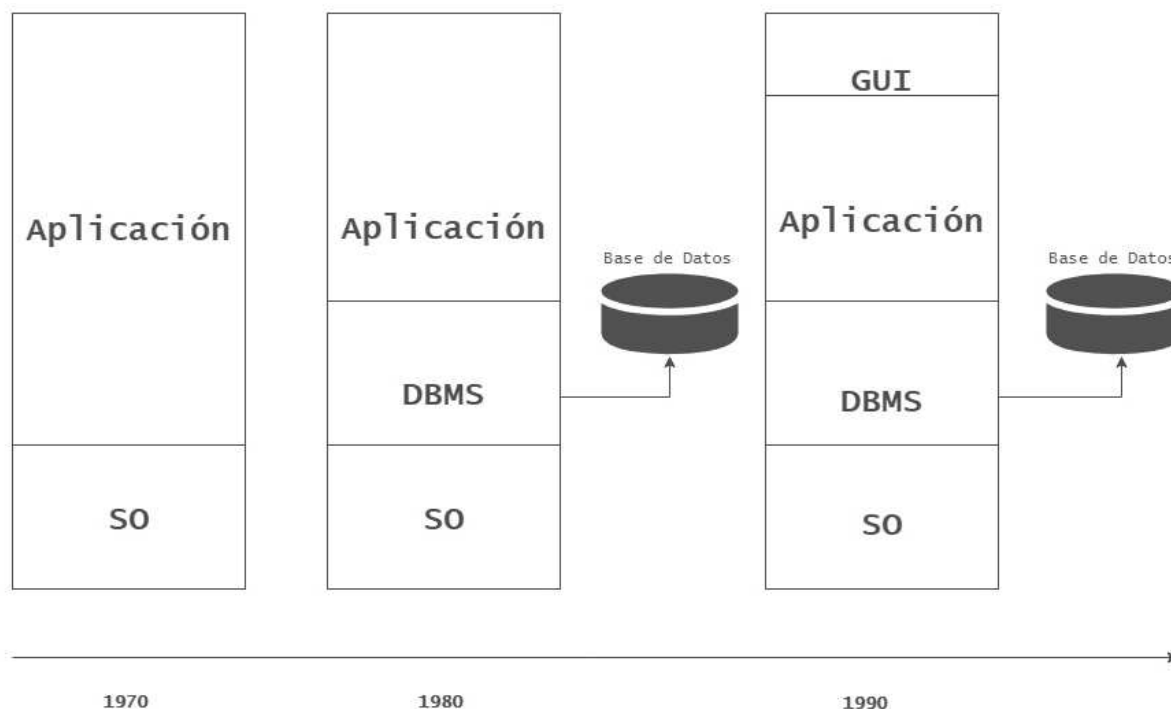 GUI
Aplicación
Aplicación
Aplicación
Base de Datos
Base de Datos
DBMS
DBMS
SO
SO
SO
1970
1980
1990